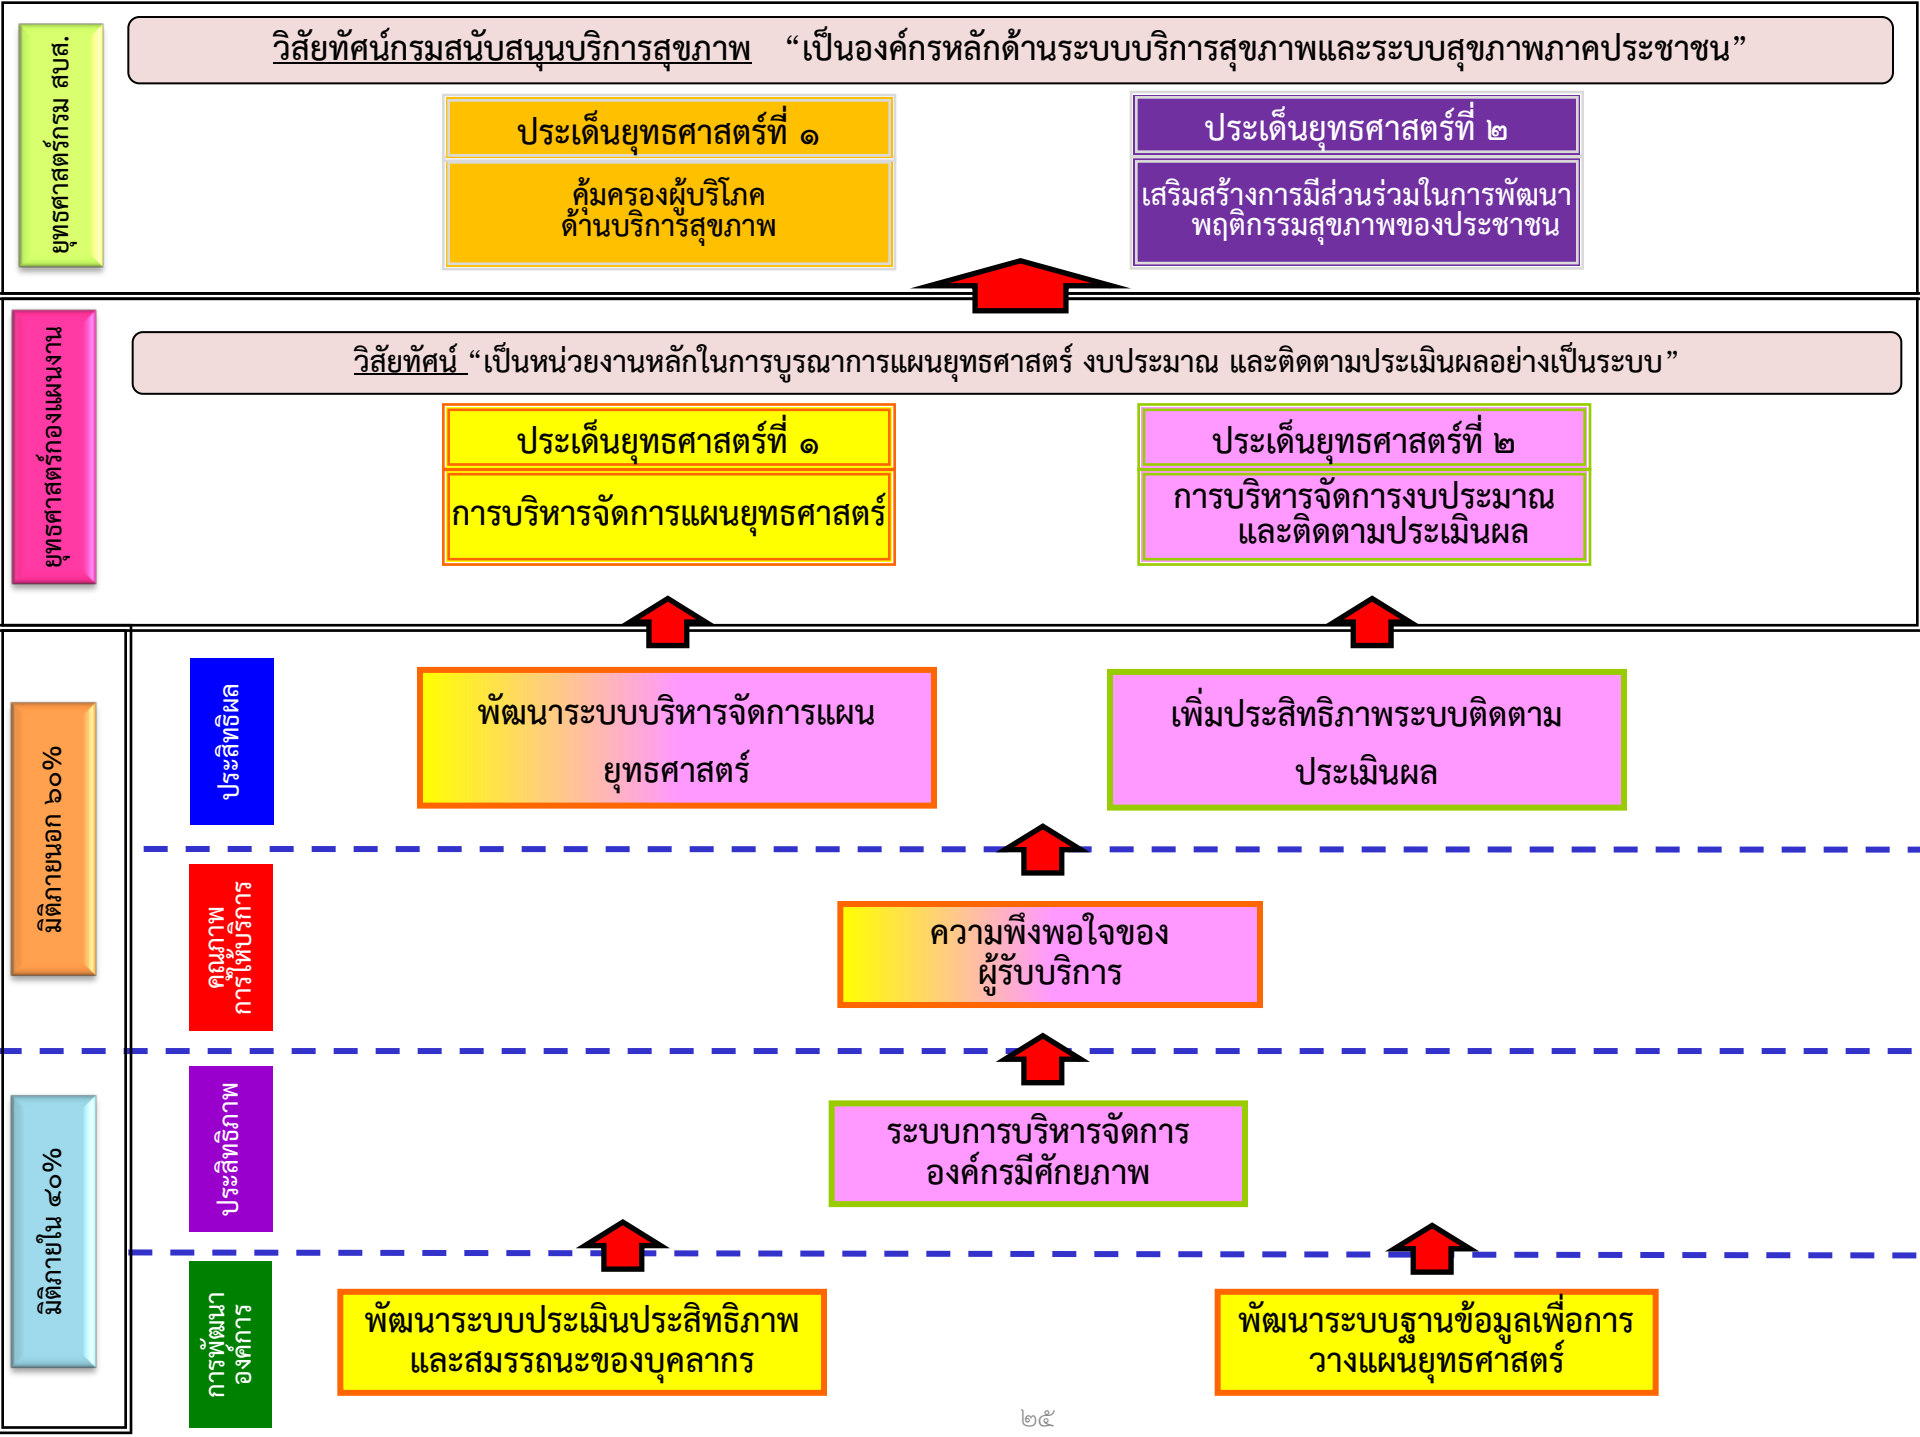 ยุทธศาสตร์กรม สบส.
วิสัยทัศน์กรมสนับสนุนบริการสุขภาพ “เป็นองค์กรหลักด้านระบบบริการสุขภาพและระบบสุขภาพภาคประชาชน”
ประเด็นยุทธศาสตร์ที่ ๑
คุ้มครองผู้บริโภค
ด้านบริการสุขภาพ
ประเด็นยุทธศาสตร์ที่ ๒
เสริมสร้างการมีส่วนร่วมในการพัฒนา
พฤติกรรมสุขภาพของประชาชน
ยุทธศาสตร์กองแผนงาน
วิสัยทัศน์ “เป็นหน่วยงานหลักในการบูรณาการแผนยุทธศาสตร์ งบประมาณ และติดตามประเมินผลอย่างเป็นระบบ”
ประเด็นยุทธศาสตร์ที่ ๑
การบริหารจัดการแผนยุทธศาสตร์
ประเด็นยุทธศาสตร์ที่ ๒
การบริหารจัดการงบประมาณ
และติดตามประเมินผล
มิติภายนอก ๖๐%
ประสิทธิผล
พัฒนาระบบบริหารจัดการแผน
ยุทธศาสตร์
เพิ่มประสิทธิภาพระบบติดตาม
ประเมินผล
คุณภาพ
การให้บริการ
ความพึงพอใจของ
ผู้รับบริการ
มิติภายใน ๔๐%
ประสิทธิภาพ
ระบบการบริหารจัดการ
องค์กรมีศักยภาพ
การพัฒนา
องค์การ
พัฒนาระบบประเมินประสิทธิภาพ
และสมรรถนะของบุคลากร
พัฒนาระบบฐานข้อมูลเพื่อการ
วางแผนยุทธศาสตร์
๒๕